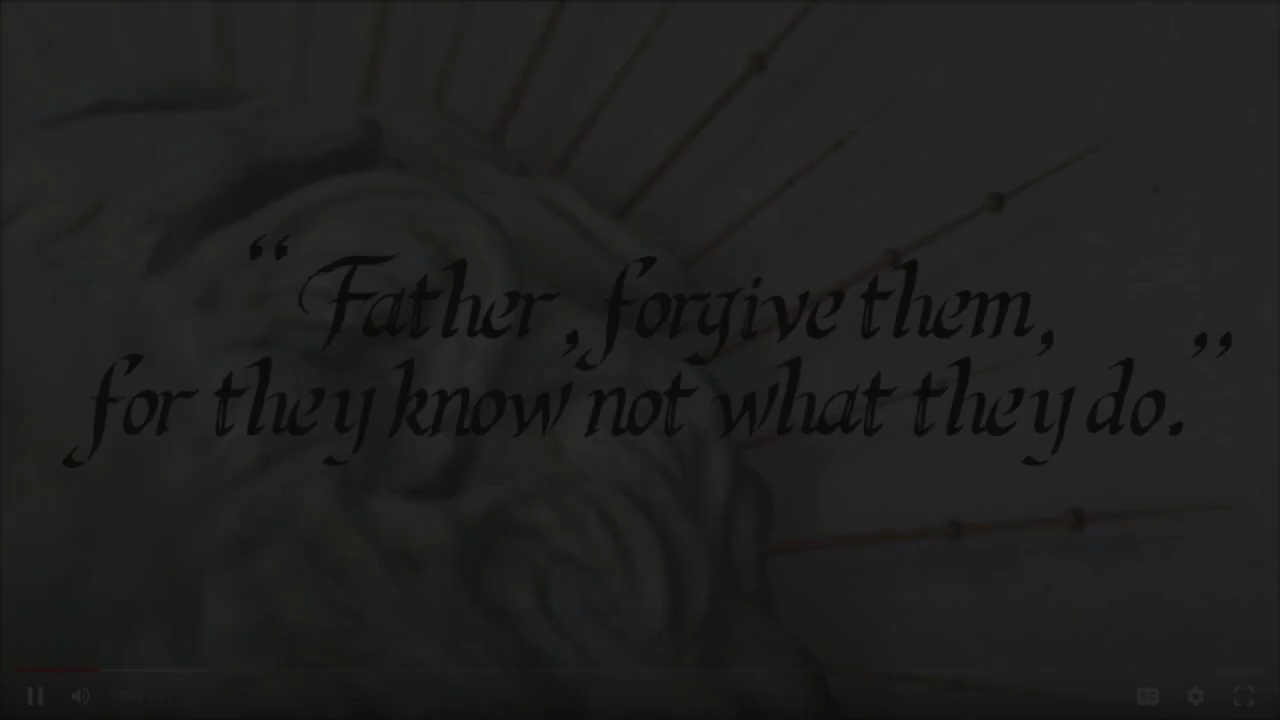 “Father, forgive them,
for they know not what they do.”